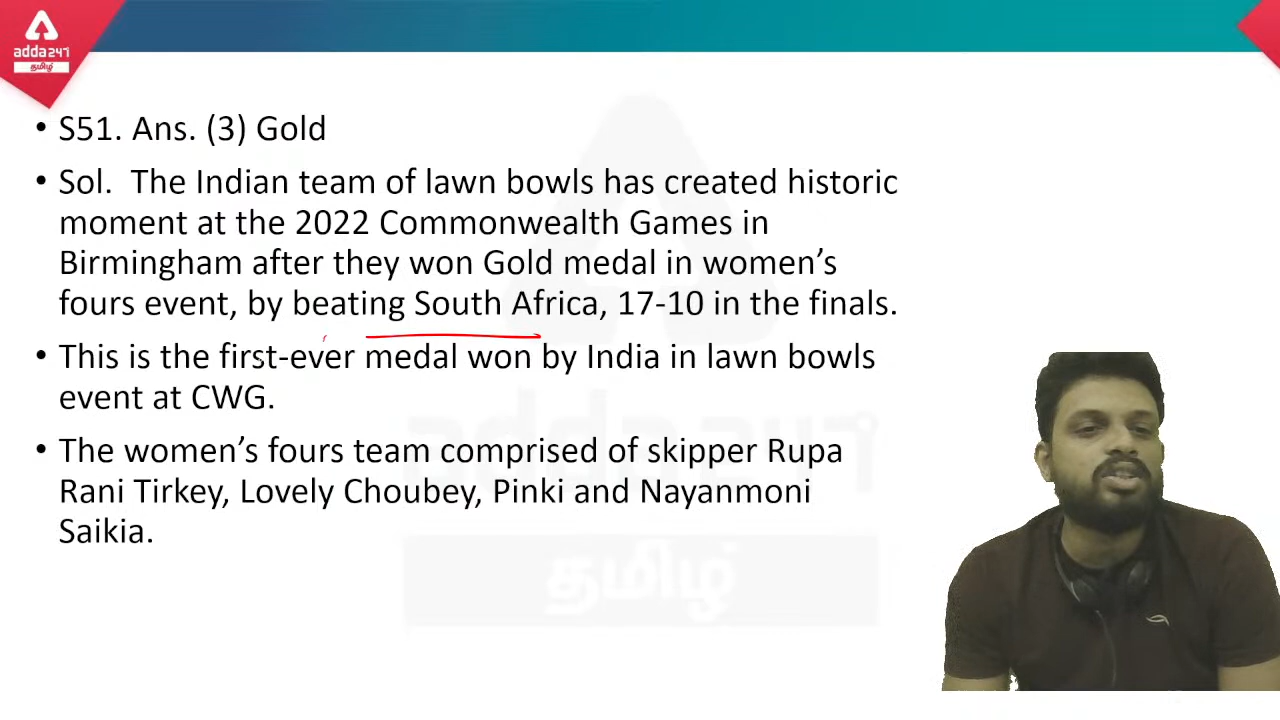 adda247
தமிழ்
• S51. Ans. (3) Gold
• Sol. The Indian team of lawn bowls has created historic
moment at the 2022 Commonwealth Games in
Birmingham after they won Gold medal in women’s
fours event, by beating South Africa, 17-10 in the finals.
• This is the first-ever medal won by India in lawn bowls
event at CWG.
• The women’s fours team comprised of skipper Rupa
Rani Tirkey, Lovely Choubey, Pinki and Nayanmoni
Saikia.
adda247
தமிழ்